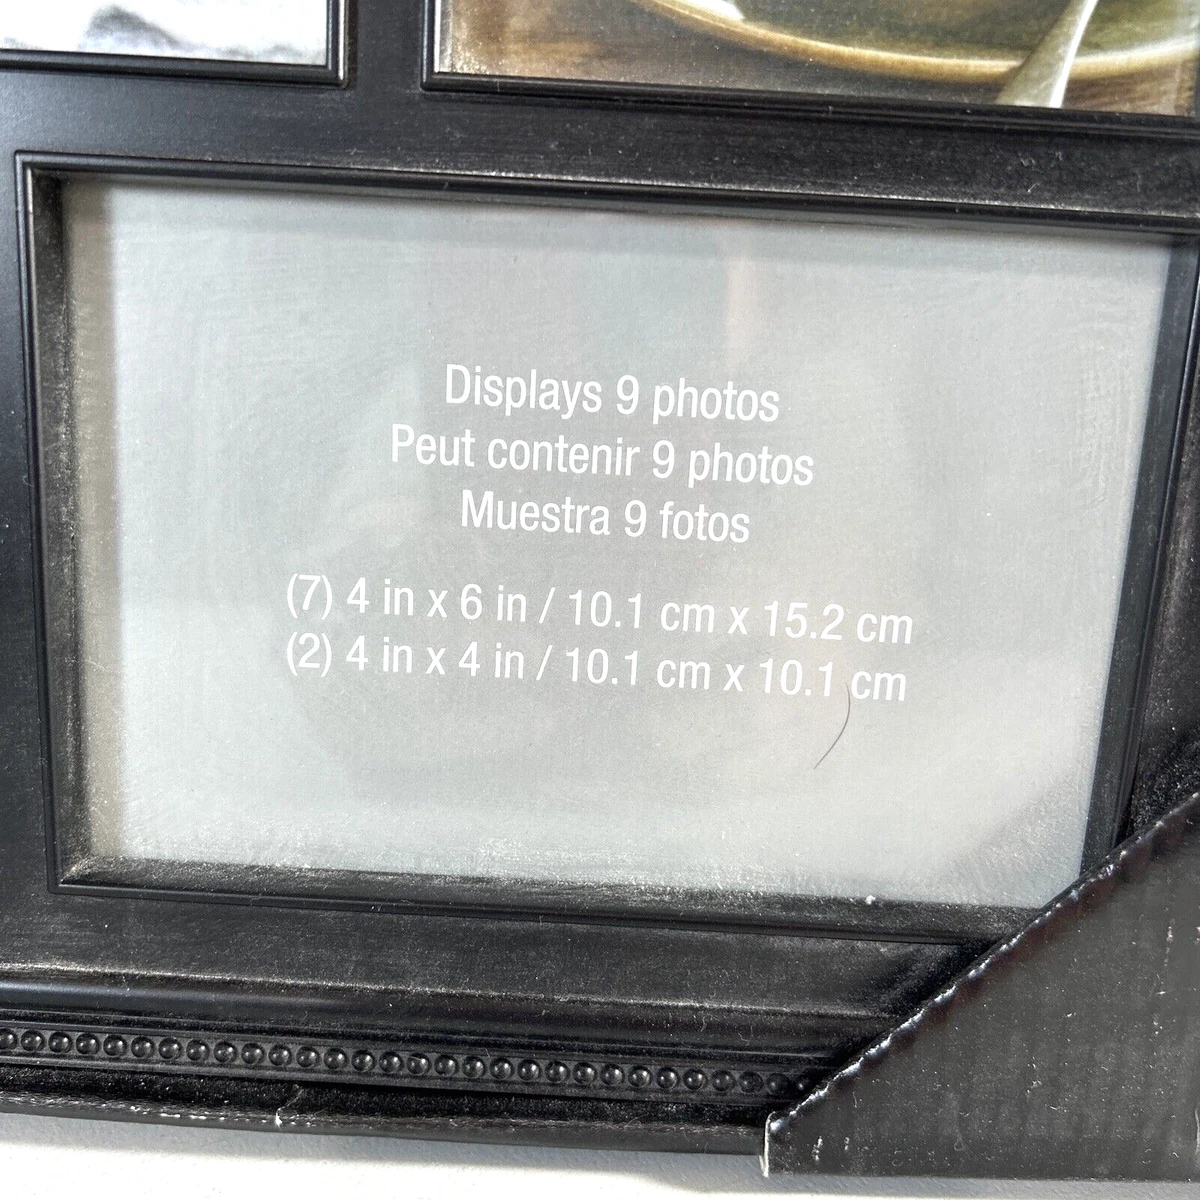 Displays 9 photos
Peut contenir 9 photos
Muestra 9 fotos
(7) 4 in x 6 in / 10.1 cm x 15.2 cm
(2) 4 in x 4 in / 10.1 cm x 10.1 cm